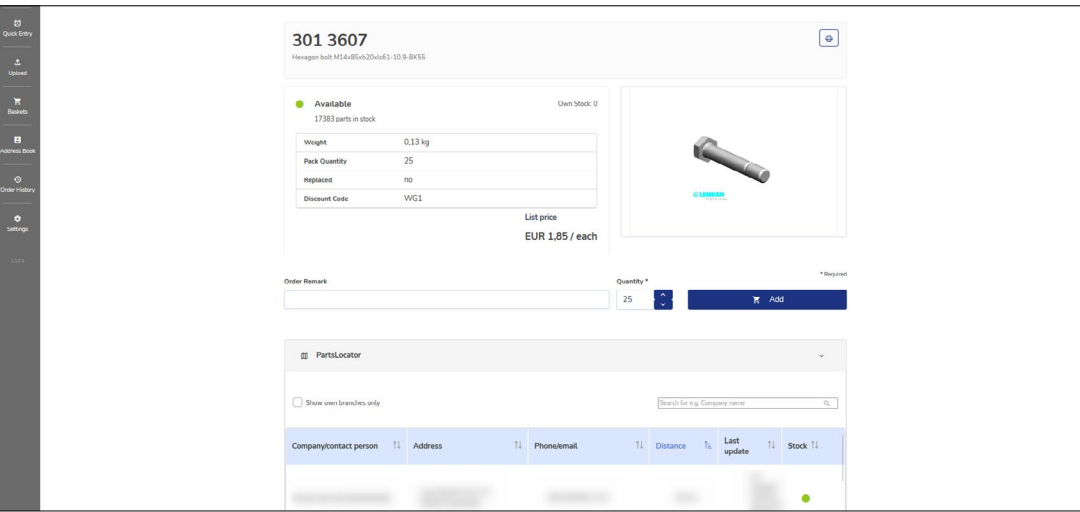 Quick Entry
Upload
Baskets
Address Book
Order History
Settings
301 3607
Hexagon bolt M14x85xb20xls61-10.9-BK55
Available
Own Stock: 0
17383 parts in stock
Weight 0,13 kg
Pack Quantity 25
Replaced no
Discount Code WG1
List price
EUR 1,85 / each
LEMKEN
* Required
Order Remark
Quantity *
25
Add
PartsLocator
Show own branches only
Search for e.g. Company name
Company/contact person
Address
Phone/email
Distance
Last
update
Stock